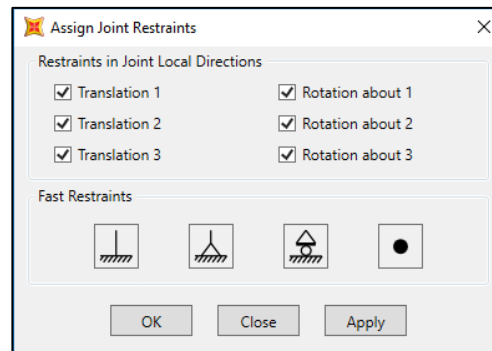 Assign Joint Restraints
Restraints in Joint Local Directions
Translation 1
Rotation about 1
Translation 2
Rotation about 2
Translation 3
Rotation about 3
Fast Restraints
OK
Close
Apply